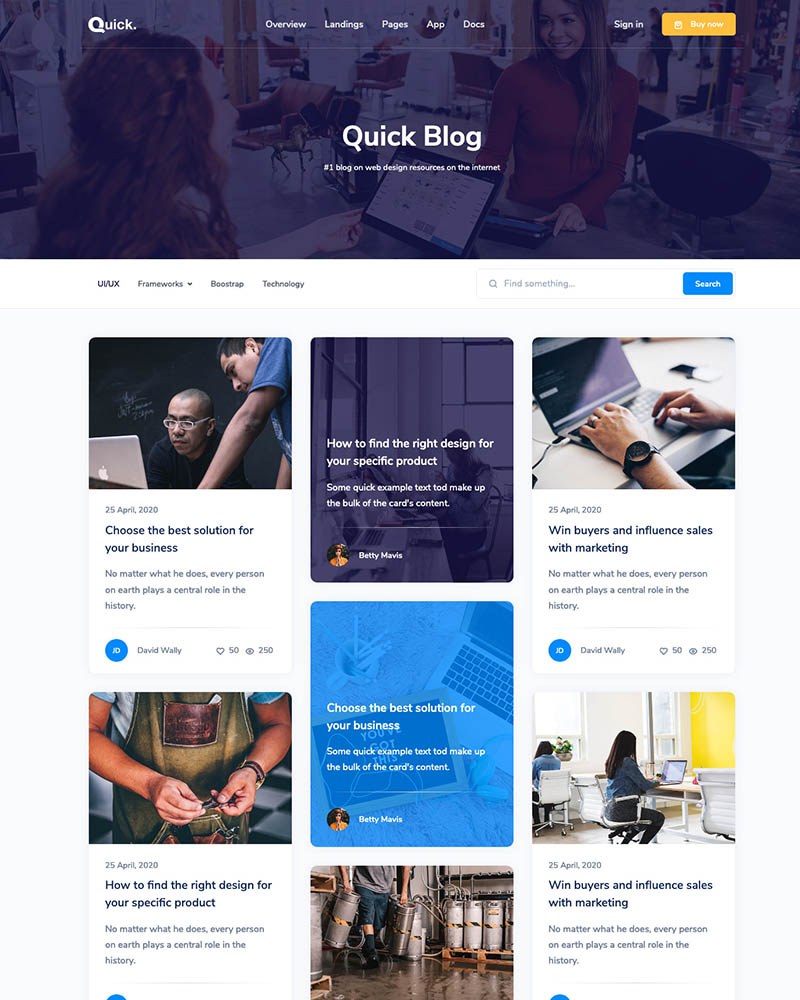 Quick.
Overview Landings Pages App Docs
Sign in
Buy now
Quick Blog
#1 blog on web design resources on the internet
UI/UX Frameworks Boostrap Technology
Find something...
Search
25 April, 2020
Choose the best solution for
your business
No matter what he does, every person
on earth plays a central role in the
history.
JD David Wally 50 250
How to find the right design for
your specific product
Some quick example text tod make up
the bulk of the card's content.
Betty Mavis
25 April, 2020
Win buyers and influence sales
with marketing
No matter what he does, every person
on earth plays a central role in the
history.
JD David Wally 50 250
25 April, 2020
How to find the right design for
your specific product
No matter what he does, every person
on earth plays a central role in the
history.
YOU'VE
GOT
THIS
Choose the best solution for
your business
Some quick example text tod make up
the bulk of the card's content.
Betty Mavis
25 April, 2020
Win buyers and influence sales
with marketing
No matter what he does, every person
on earth plays a central role in the
history.